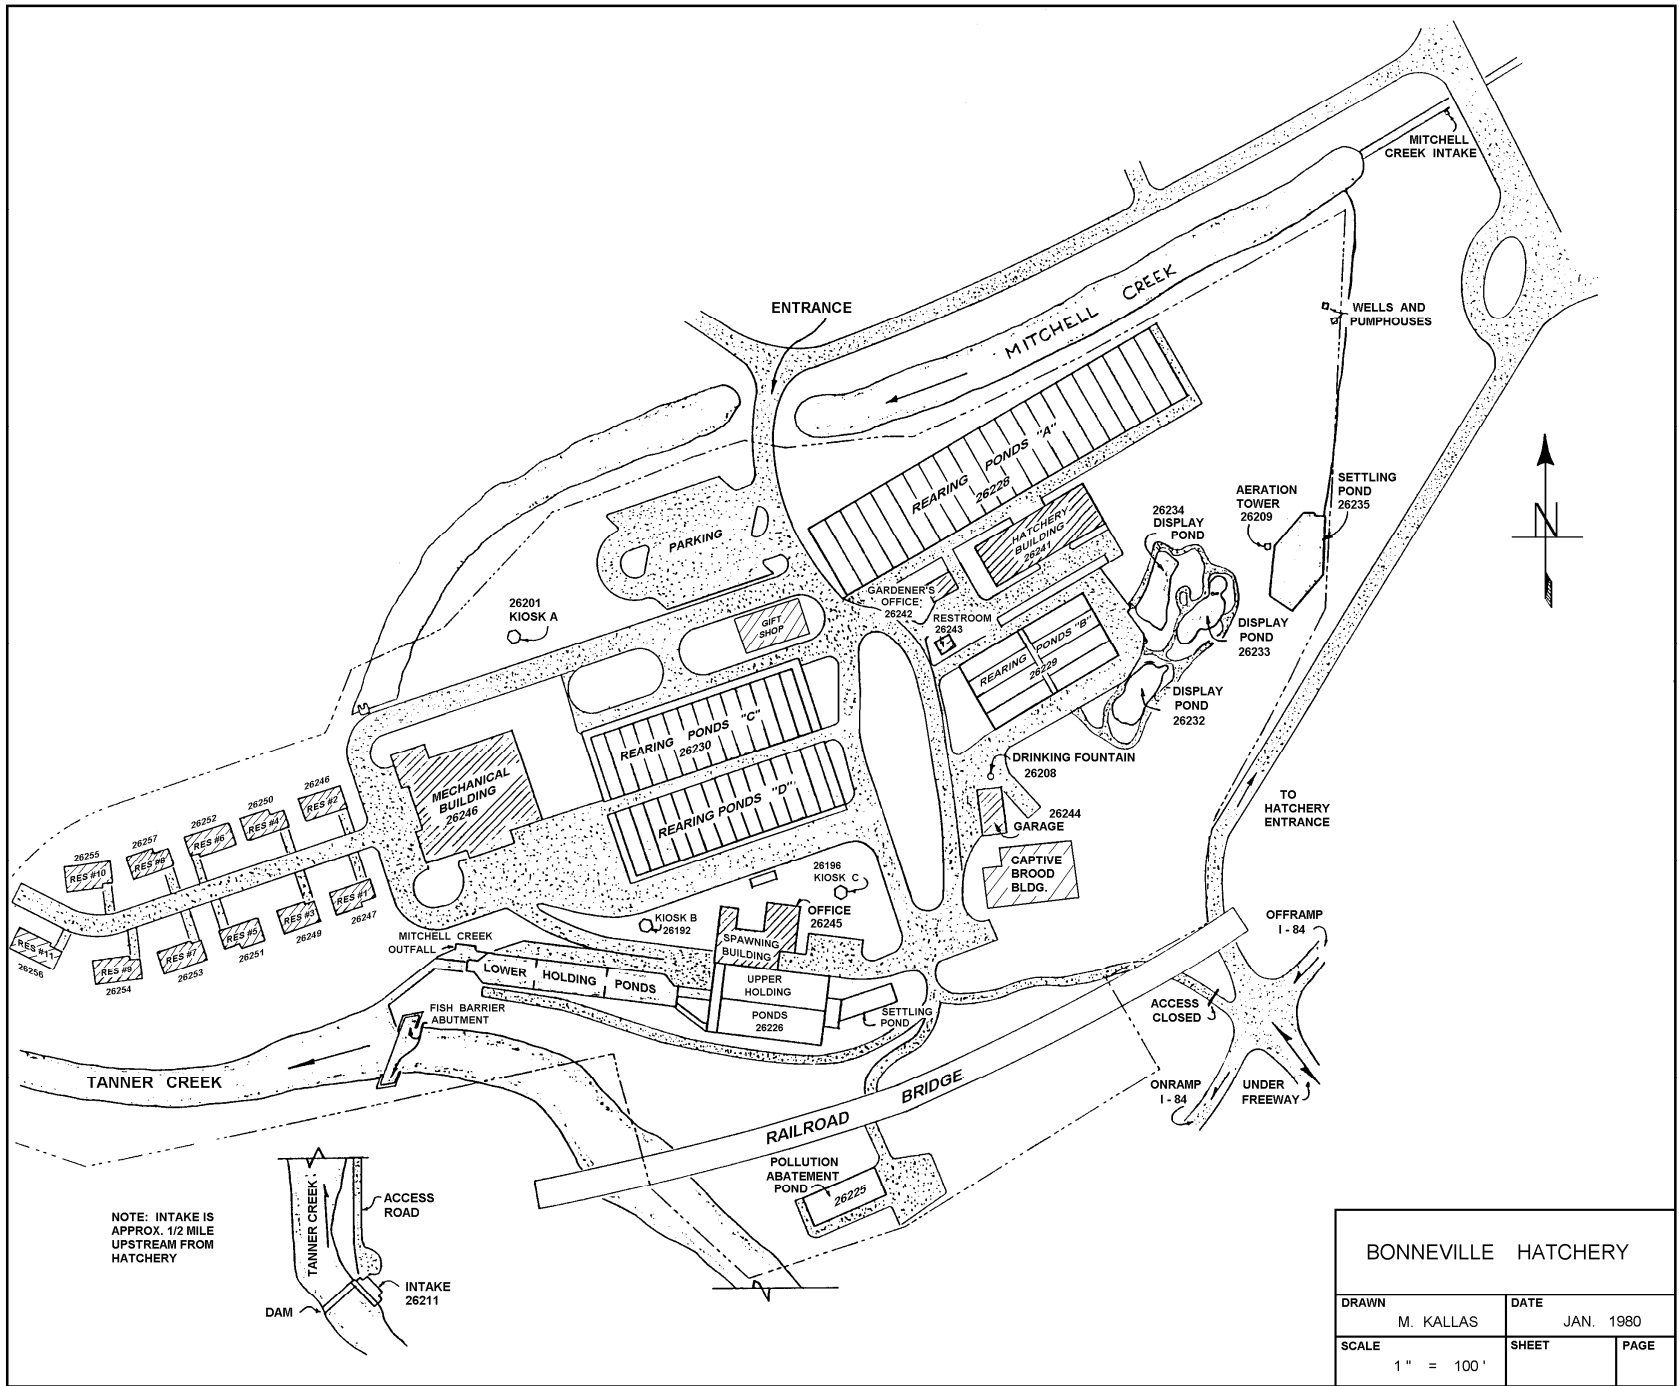 MITCHELL
CREEK INTAKE
MITCHELL CREEK
ENTRANCE
WELLS AND
PUMPHOUSES
REARING PONDS "A"
26228
PARKING
HATCHERY
BUILDING
26241
26234
DISPLAY
POND
AERATION
TOWER
26209
SETTLING
POND
26235
N
26201
KIOSK A
GIFT
SHOP
GARDENER'S
OFFICE
26242
RESTROOM
26243
REARING PONDS "B"
26229
DISPLAY
POND
26233
DISPLAY
POND
26232
REARING PONDS "C"
26230
REARING PONDS "D"
MECHANICAL
BUILDING
26246
DRINKING FOUNTAIN
26208
26244
GARAGE
CAPTIVE
BROOD
BLDG.
TO
HATCHERY
ENTRANCE
26246
RES #2
26250
RES #4
26252
RES #6
26257
RES #8
26255
RES #10
RES #1
26247
RES #3
26249
RES #5
26251
RES #7
26253
RES #9
26254
RES #11
26256
26196
KIOSK C
KIOSK B
26192
OFFICE
26245
SPAWNING
BUILDING
MITCHELL CREEK
OUTFALL
LOWER HOLDING PONDS
UPPER
HOLDING
PONDS
26226
SETTLING
POND
FISH BARRIER
ABUTMENT
OFFRAMP
I - 84
ACCESS
CLOSED
ONRAMP
I - 84
UNDER
FREEWAY
TANNER CREEK
RAILROAD BRIDGE
POLLUTION
ABATEMENT
POND
26225
NOTE: INTAKE IS
APPROX. 1/2 MILE
UPSTREAM FROM
HATCHERY
TANNER CREEK
ACCESS
ROAD
INTAKE
26211
DAM
BONNEVILLE HATCHERY
DRAWN
M. KALLAS
DATE
JAN. 1980
SCALE
1" = 100'
SHEET
PAGE